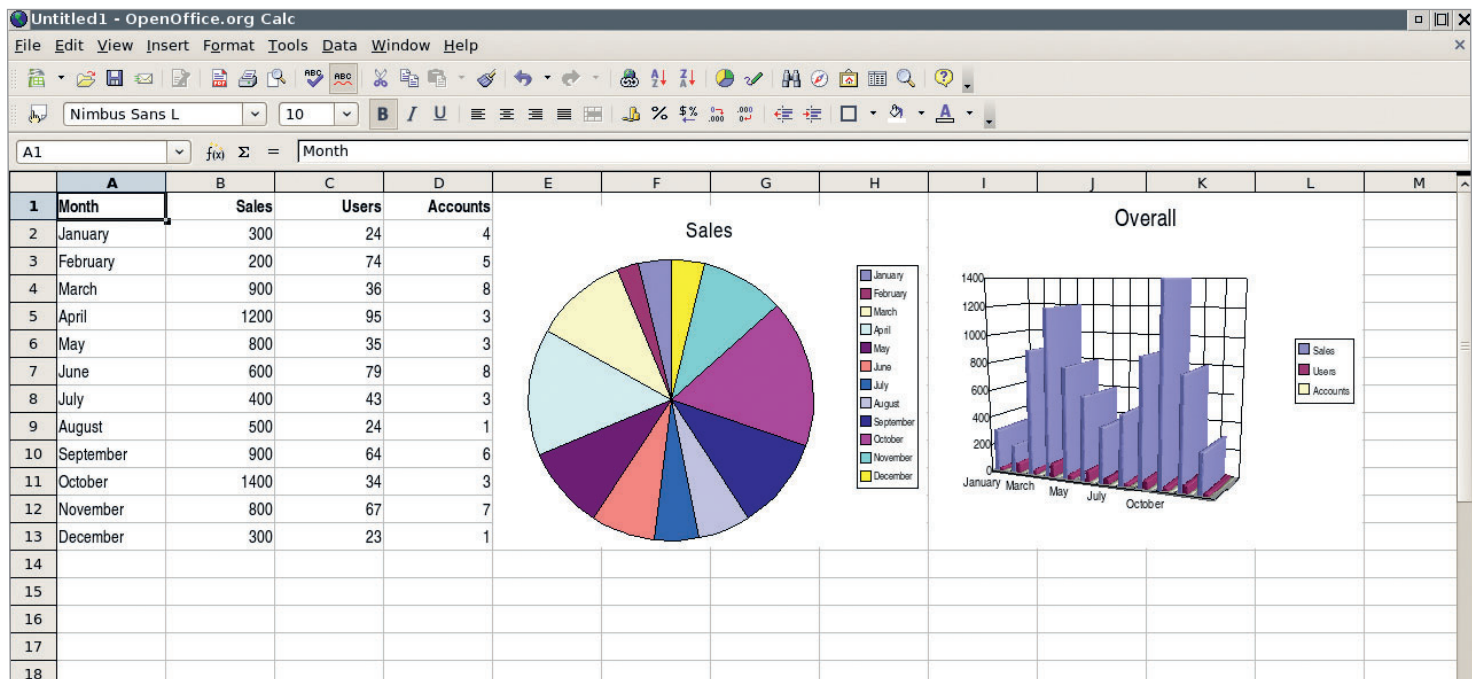 Untitled1 - OpenOffice.org Calc
File Edit View Insert Format Tools Data Window Help
Nimbus Sans L 10
A1 Month
A B C D E F G H I J K L M
1 Month Sales Users Accounts
2 January 300 24 4
3 February 200 74 5
4 March 900 36 8
5 April 1200 95 3
6 May 800 35 3
7 June 600 79 8
8 July 400 43 3
9 August 500 24 1
10 September 900 64 6
11 October 1400 34 3
12 November 800 67 7
13 December 300 23 1
14
15
16
17
18
Sales
January
February
March
April
May
June
July
August
September
October
November
December
Overall
1400
1200
1000
800
600
400
200
0
January March May July October
Sales
Users
Accounts